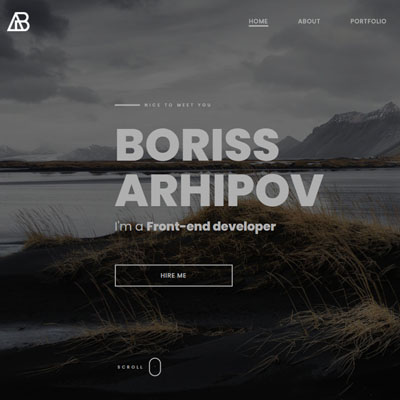 AB
HOME ABOUT PORTFOLIO
NICE TO MEET YOU
BORISS
ARHIPOV
I'm a Front-end developer
HIRE ME
SCROLL